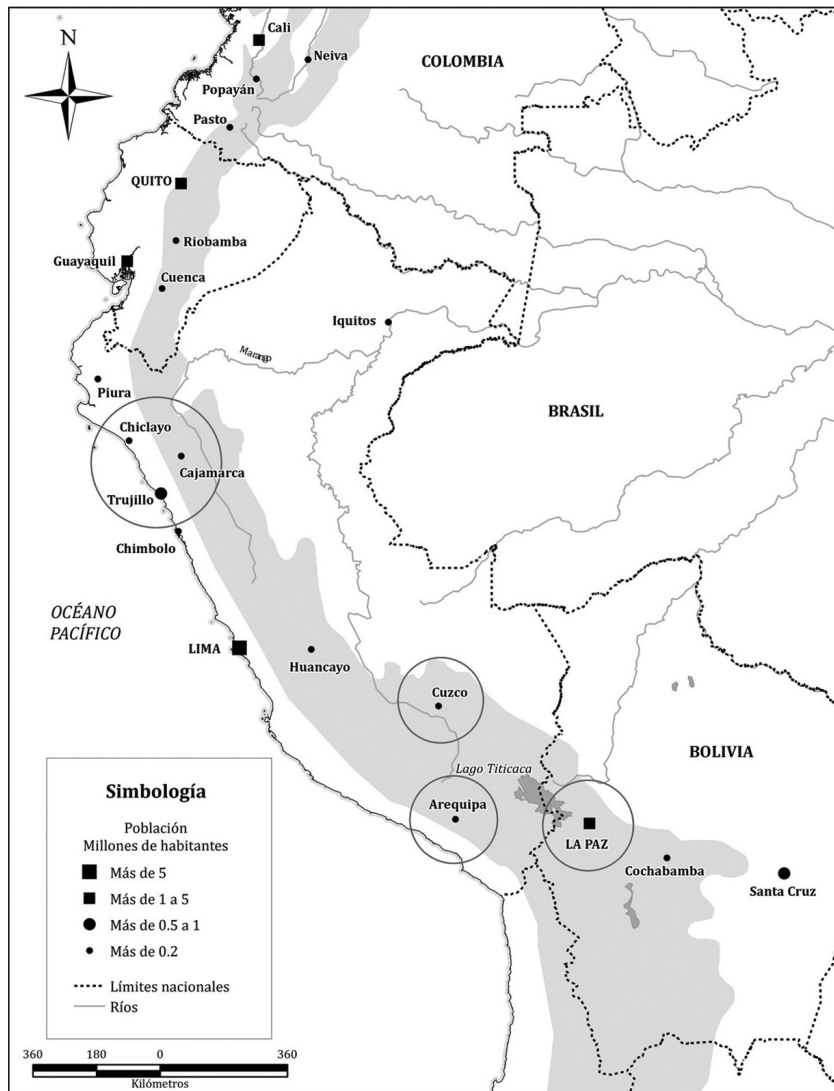 N
Cali
Neiva
COLOMBIA
Popayán
Pasto
QUITO
Riobamba
Guayaquil
Cuenca
Iquitos
Marango
Piura
BRASIL
Chiclayo
Cajamarca
Trujillo
Chimbolo
OCÉANO
PACÍFICO
LIMA
Huancayo
Cuzco
BOLIVIA
Lago Titicaca
Arequipa
LA PAZ
Cochabamba
Santa Cruz
Simbología
Población
Millones de habitantes
Más de 5
Más de 1 a 5
Más de 0.5 a 1
Más de 0.2
Límites nacionales
Ríos
360 180 0 360
Kilómetros